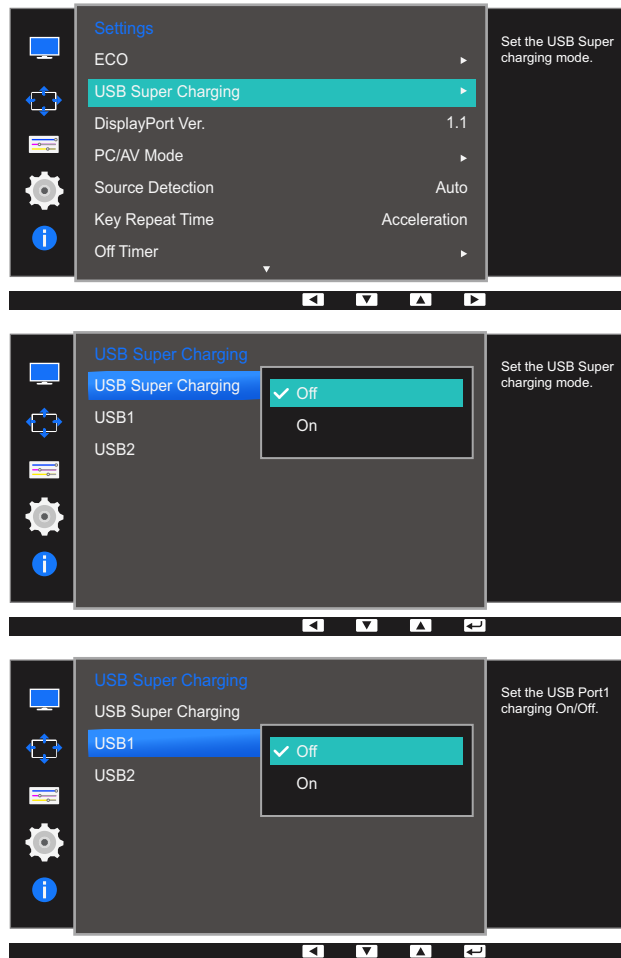 Settings
ECO
USB Super Charging
DisplayPort Ver. 1.1
PC/AV Mode
Source Detection Auto
Key Repeat Time Acceleration
Off Timer
Set the USB Super
charging mode.
USB Super Charging
USB Super Charging
USB1
USB2
Off
On
Set the USB Super
charging mode.
USB Super Charging
USB Super Charging
USB1
USB2
Off
On
Set the USB Port1
charging On/Off.